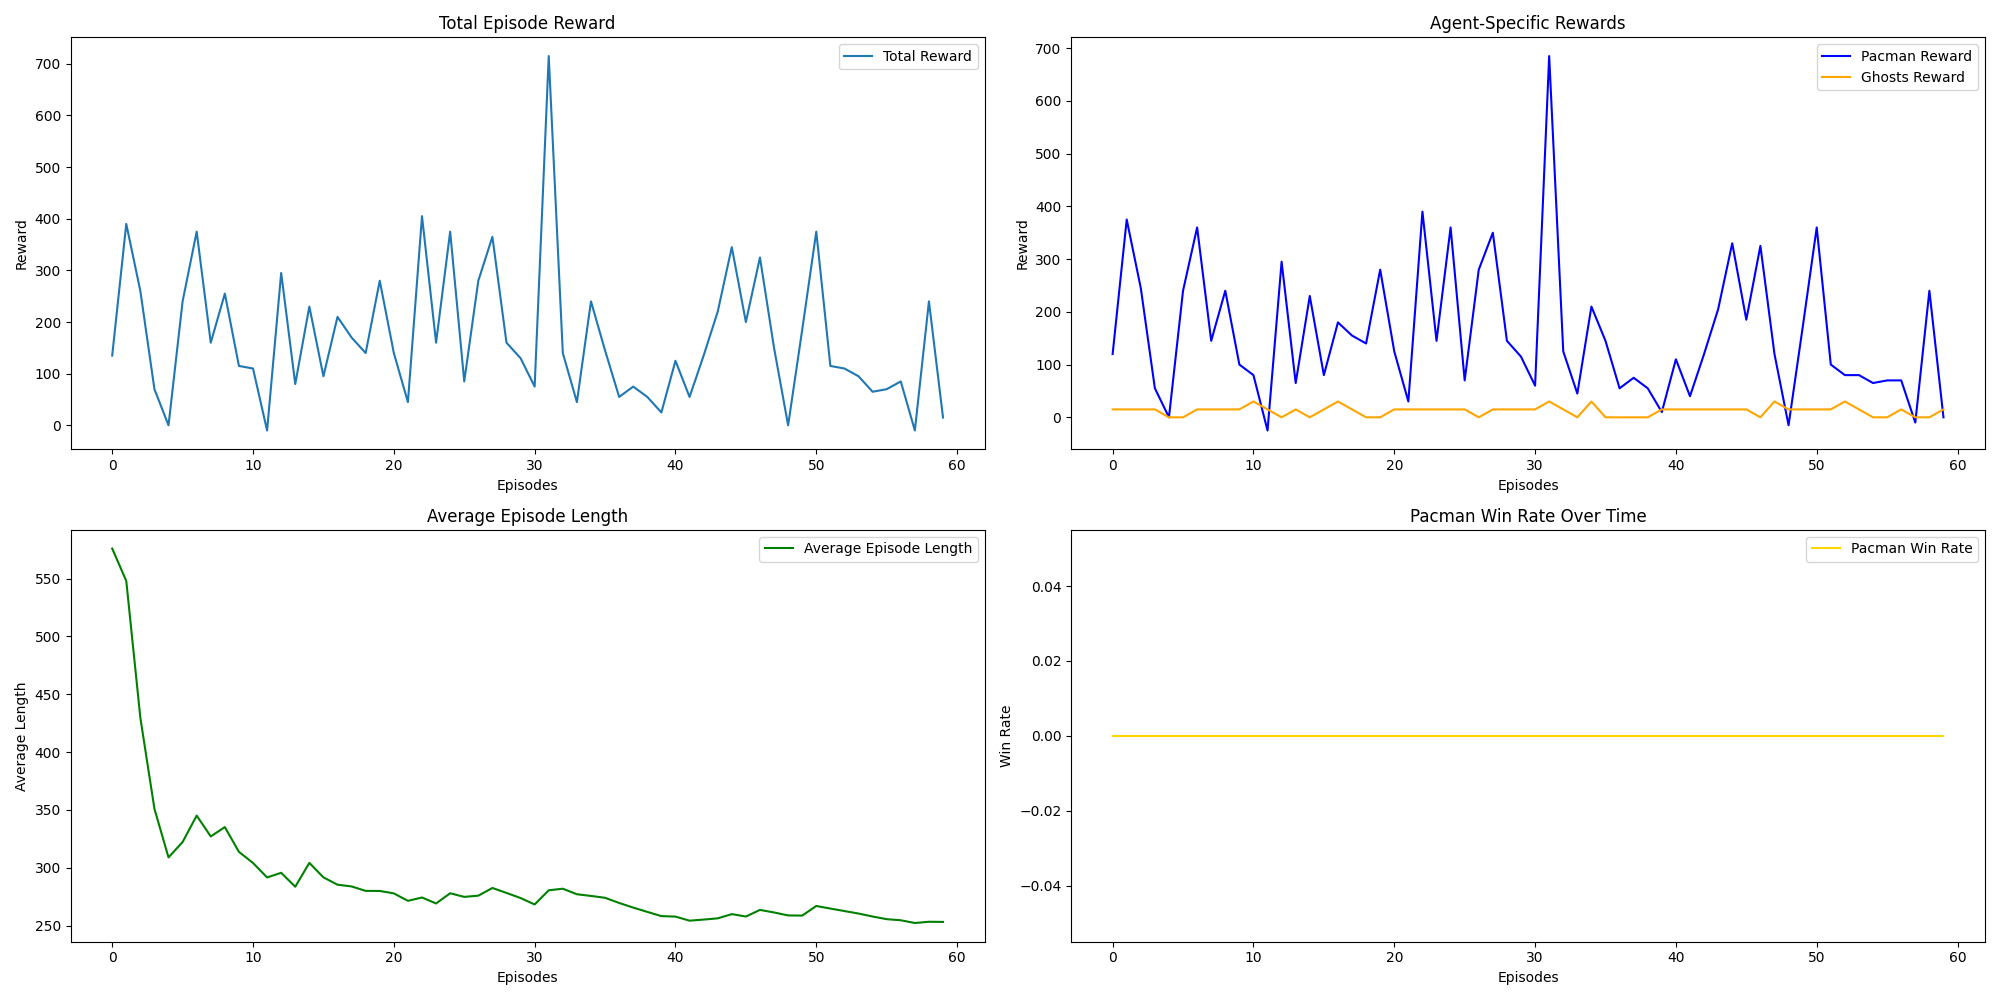 Total Episode Reward
Total Reward
Reward
700
600
500
400
300
200
100
0
0 10 20 30 40 50 60
Episodes
Agent-Specific Rewards
Pacman Reward
Ghosts Reward
Reward
700
600
500
400
300
200
100
0
0 10 20 30 40 50 60
Episodes
Average Episode Length
Average Episode Length
Average Length
550
500
450
400
350
300
250
0 10 20 30 40 50 60
Episodes
Pacman Win Rate Over Time
Pacman Win Rate
Win Rate
0.04
0.02
0.00
−0.02
−0.04
0 10 20 30 40 50 60
Episodes